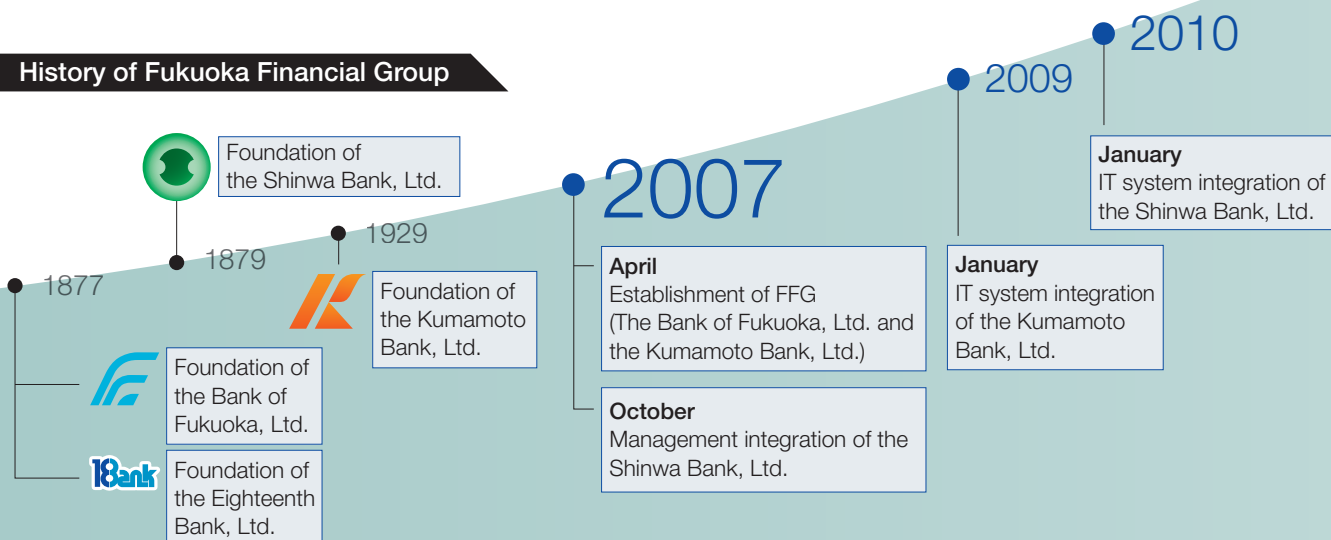 History of Fukuoka Financial Group
1877
Foundation of
the Bank of
Fukuoka, Ltd.
18Bank
Foundation of
the Eighteenth
Bank, Ltd.
1879
Foundation of
the Shinwa Bank, Ltd.
1929
Foundation of
the Kumamoto
Bank, Ltd.
2007
April
Establishment of FFG
(The Bank of Fukuoka, Ltd. and
the Kumamoto Bank, Ltd.)
October
Management integration of the
Shinwa Bank, Ltd.
2009
January
IT system integration
of the Kumamoto
Bank, Ltd.
2010
January
IT system integration of
the Shinwa Bank, Ltd.